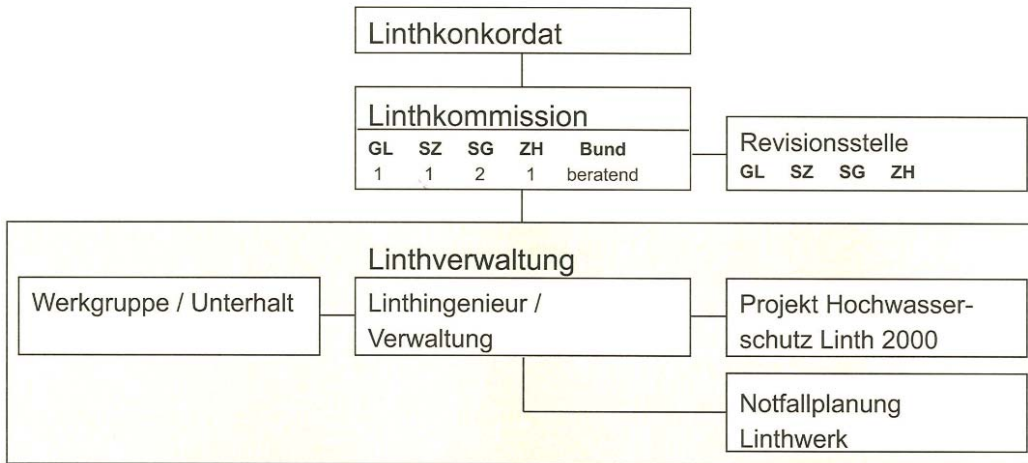 Linthkonkordat
Linthkommission
GL SZ SG ZH Bund
1 1 2 1 beratend
Revisionsstelle
GL SZ SG ZH
Linthverwaltung
Werkgruppe / Unterhalt
Linthingenieur /
Verwaltung
Projekt Hochwasser-
schutz Linth 2000
Notfallplanung
Linthwerk